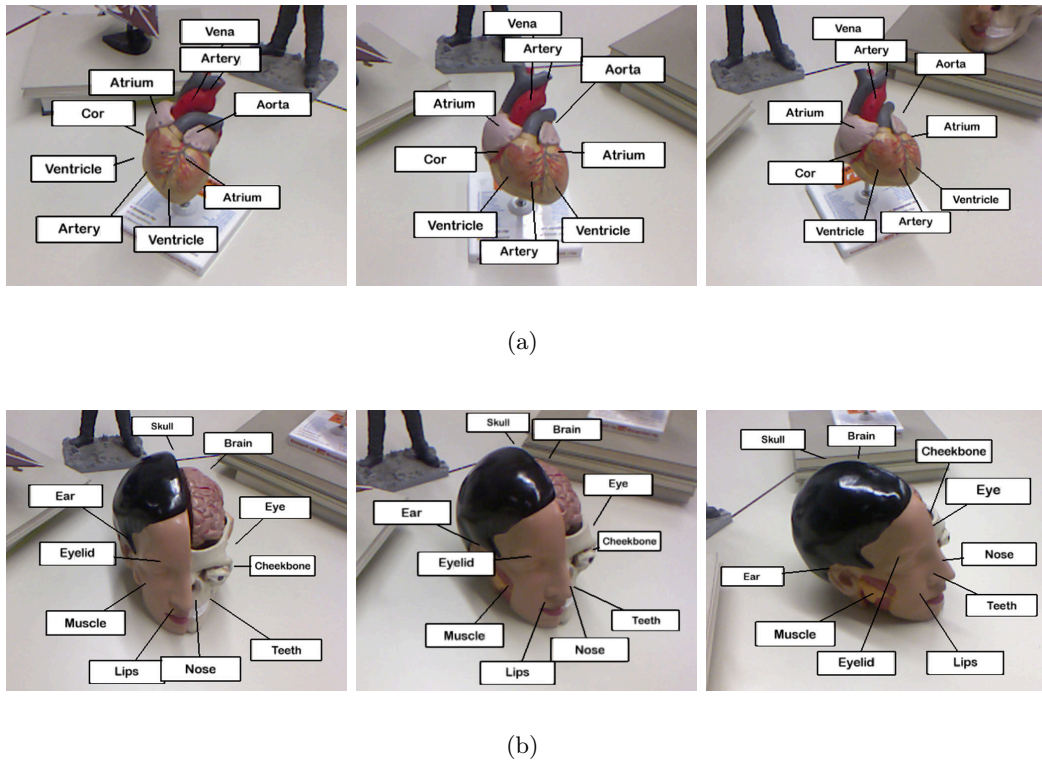 Vena
Artery
Atrium
Cor
Aorta
Ventricle
Atrium
Artery
Ventricle
Vena
Artery
Aorta
Atrium
Cor
Atrium
Ventricle
Ventricle
Artery
Vena
Artery
Aorta
Atrium
Atrium
Cor
Ventricle
Artery
Ventricle
(a)
Skull
Brain
Ear
Eye
Eyelid
Cheekbone
Muscle
Teeth
Lips
Nose
Skull
Brain
Eye
Ear
Cheekbone
Eyelid
Teeth
Muscle
Nose
Lips
Skull
Brain
Cheekbone
Eye
Nose
Ear
Teeth
Muscle
Eyelid
Lips
(b)